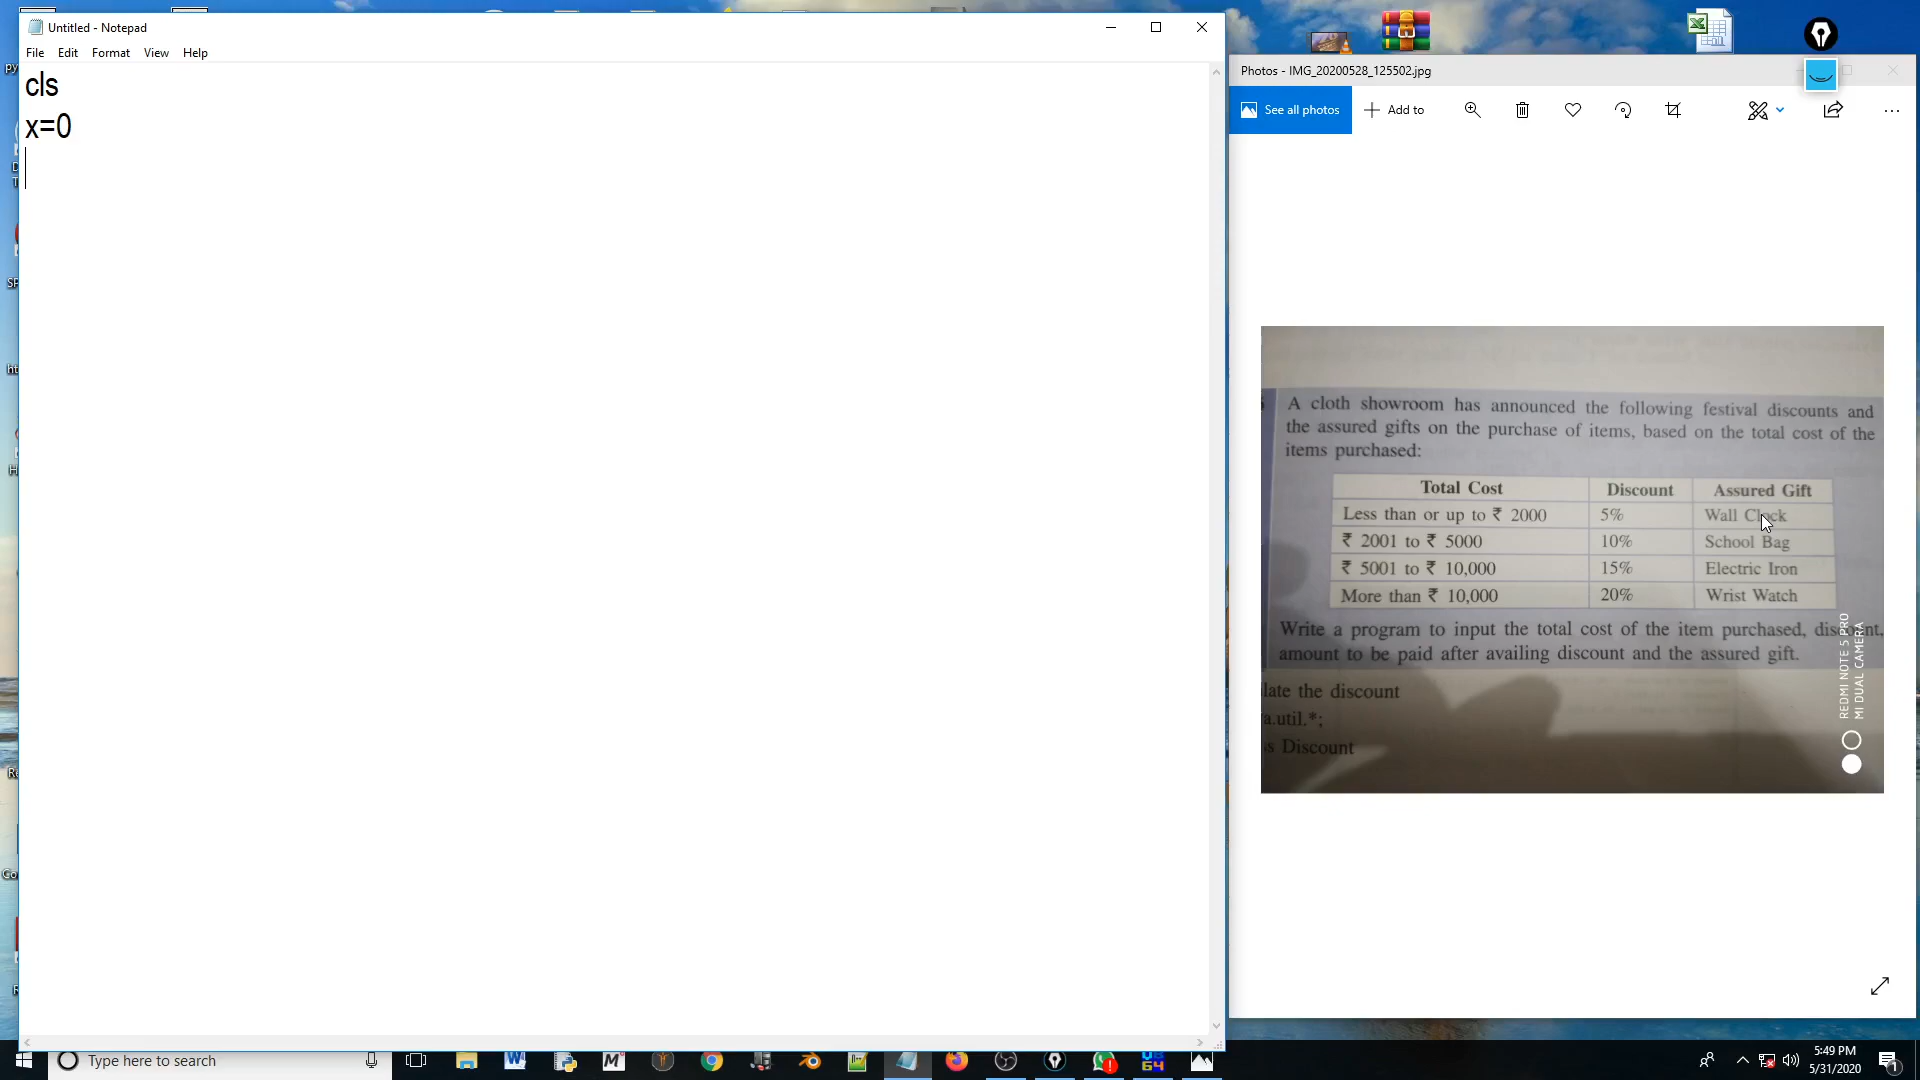 Untitled - Notepad
File Edit Format View Help
cls
x=0
Photos - IMG_20200528_125502.jpg
See all photos
Add to
A cloth showroom has announced the following festival discounts and
the assured gifts on the purchase of items, based on the total cost of the
items purchased:
Total Cost Discount Assured Gift
Less than or up to ₹ 2000 5% Wall Clock
₹ 2001 to ₹ 5000 10% School Bag
₹ 5001 to ₹ 10,000 15% Electric Iron
More than ₹ 10,000 20% Wrist Watch
Write a program to input the total cost of the item purchased, discount,
amount to be paid after availing discount and the assured gift.
late the discount
a.util.*;
s Discount
REDMI NOTE 5 PRO
MI DUAL CAMERA
Type here to search
5:49 PM
5/31/2020